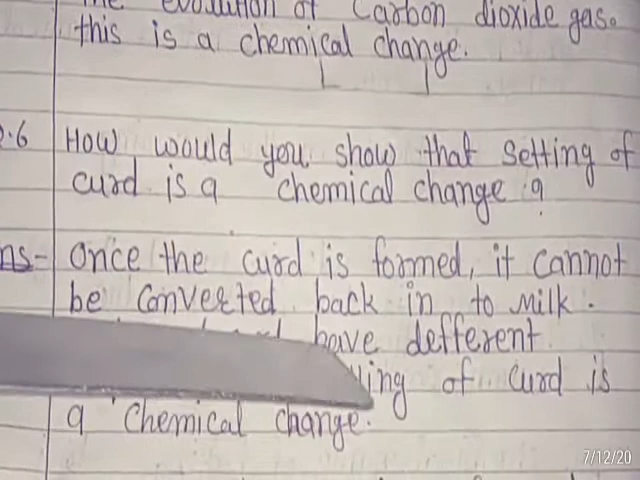 evolution of Carbon dioxide gas.
this is a chemical change.
.6 How would you show that setting of
curd is a chemical change ?
ns- Once the curd is formed, it cannot
be converted back in to Milk.
have defferent
of curd is
a chemical change.
7/12/20